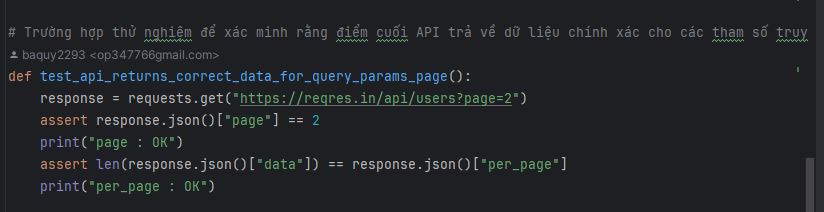 # Trường hợp thử nghiệm để xác minh rằng điểm cuối API trả về dữ liệu chính xác cho các tham số truy
baquy2293 <op347766gmail.com>
def test_api_returns_correct_data_for_query_params_page():
    response = requests.get("https://reqres.in/api/users?page=2")
    assert response.json()["page"] == 2
    print("page : OK")
    assert len(response.json()["data"]) == response.json()["per_page"]
    print("per_page : OK")